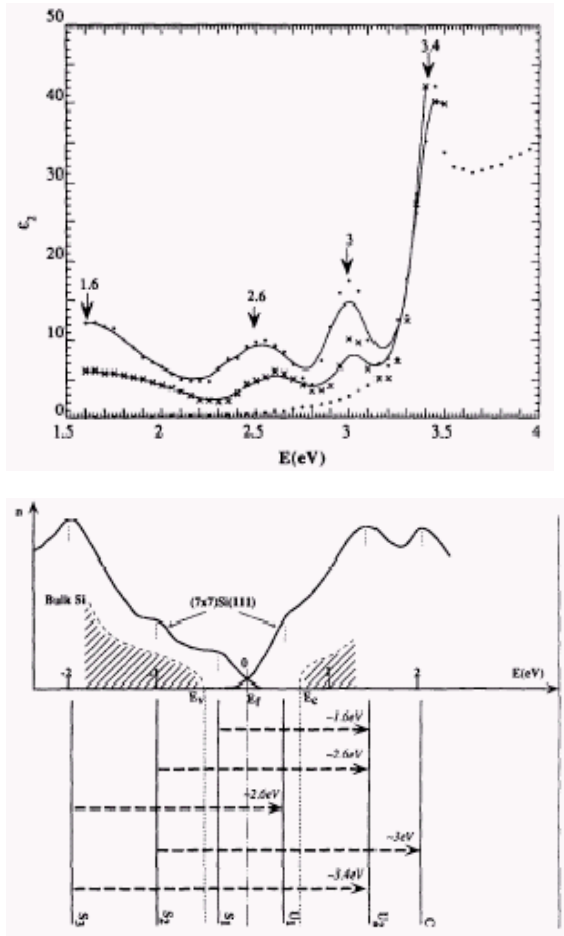 50
40
30
20
10
0
ε2
3,4
3
2.6
1.6
1.5 2 2.5 3 3.5 4
E(eV)
n
Bulk Si
(7x7)Si(111)
0
-2 2 E(eV)
Ev Ef Ec
~1.6eV
~2.6eV
~2.6eV
~3eV
~3.4eV
S3 S2 S1 U1 U2 C